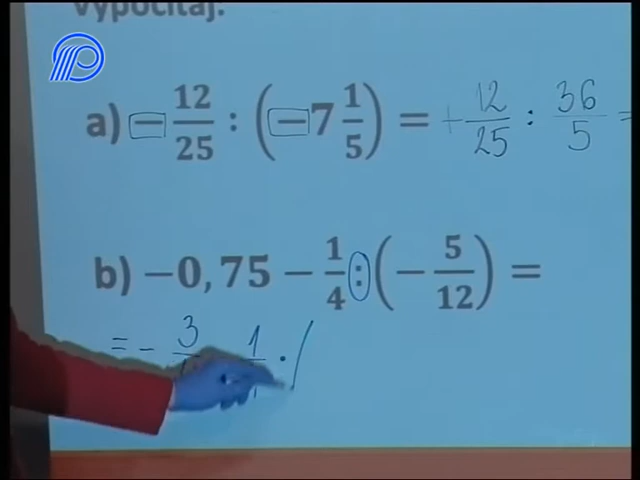 Vypočítaj:
a) − 12/25 : (−7 1/5) = + 12/25 : 36/5 =
b) −0,75 − 1/4 : (− 5/12) =
= − 3/ 1/ · (